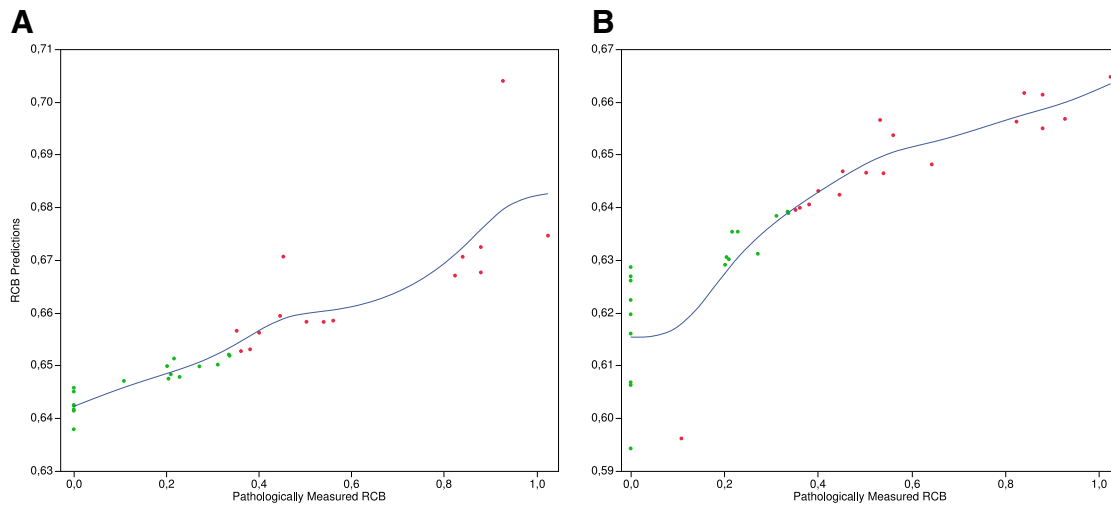 A
B
0,71
0,70
0,69
0,68
0,67
0,66
0,65
0,64
0,63
RCB Predictions
0,0 0,2 0,4 0,6 0,8 1,0
Pathologically Measured RCB
0,67
0,66
0,65
0,64
0,63
0,62
0,61
0,60
0,59
0,0 0,2 0,4 0,6 0,8 1,0
Pathologically Measured RCB